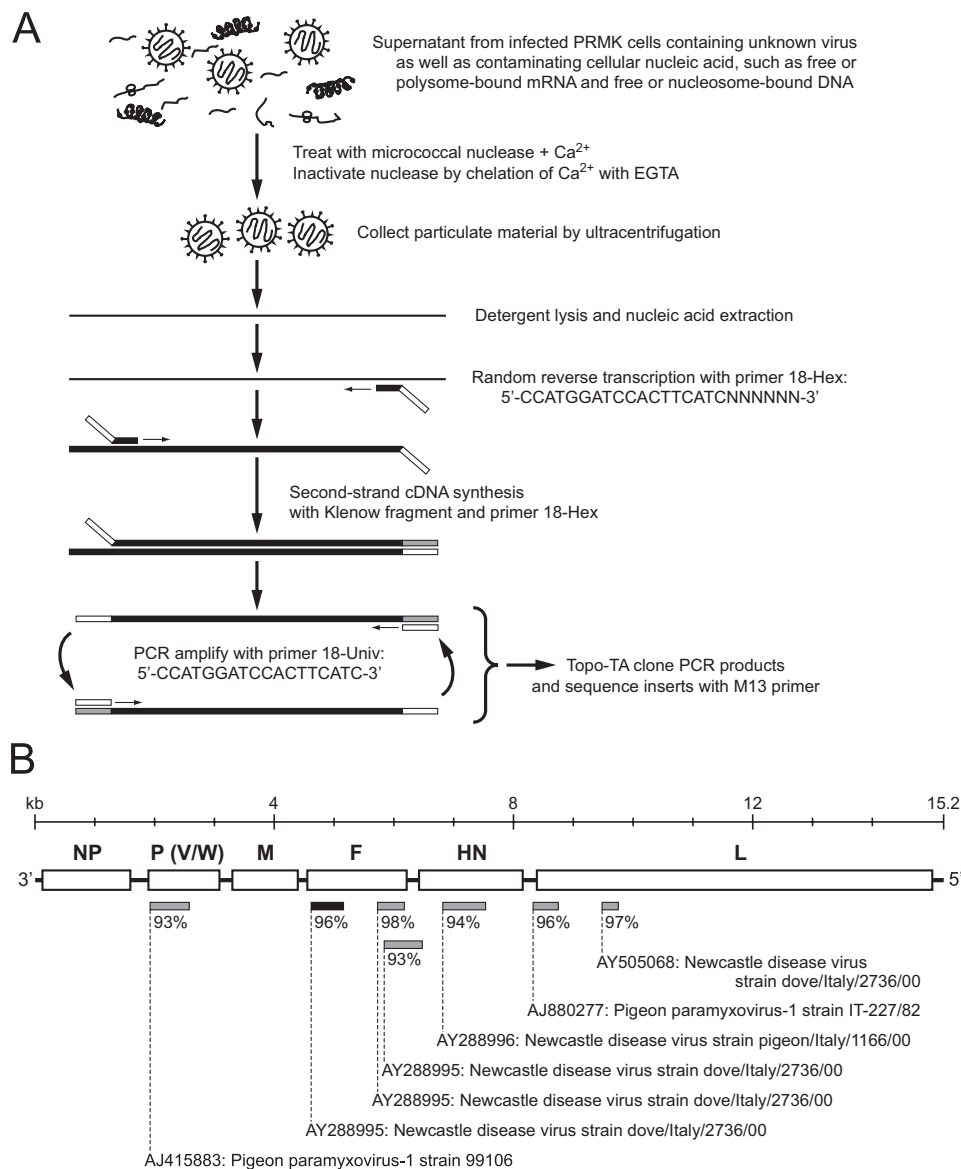 A
Supernatant from infected PRMK cells containing unknown virus
as well as contaminating cellular nucleic acid, such as free or
polysome-bound mRNA and free or nucleosome-bound DNA
Treat with micrococcal nuclease + Ca2+
Inactivate nuclease by chelation of Ca2+ with EGTA
Collect particulate material by ultracentrifugation
Detergent lysis and nucleic acid extraction
Random reverse transcription with primer 18-Hex:
5’-CCATGGATCCACTTCATCNNNNNN-3’
Second-strand cDNA synthesis
with Klenow fragment and primer 18-Hex
PCR amplify with primer 18-Univ:
5’-CCATGGATCCACTTCATC-3’
Topo-TA clone PCR products
and sequence inserts with M13 primer
B
kb 4 8 12 15.2
NP P (V/W) M F HN L
3’ 5’
93% 96% 98% 94% 96% 97%
93%
AY505068: Newcastle disease virus
strain dove/Italy/2736/00
AJ880277: Pigeon paramyxovirus-1 strain IT-227/82
AY288996: Newcastle disease virus strain pigeon/Italy/1166/00
AY288995: Newcastle disease virus strain dove/Italy/2736/00
AY288995: Newcastle disease virus strain dove/Italy/2736/00
AY288995: Newcastle disease virus strain dove/Italy/2736/00
AJ415883: Pigeon paramyxovirus-1 strain 99106